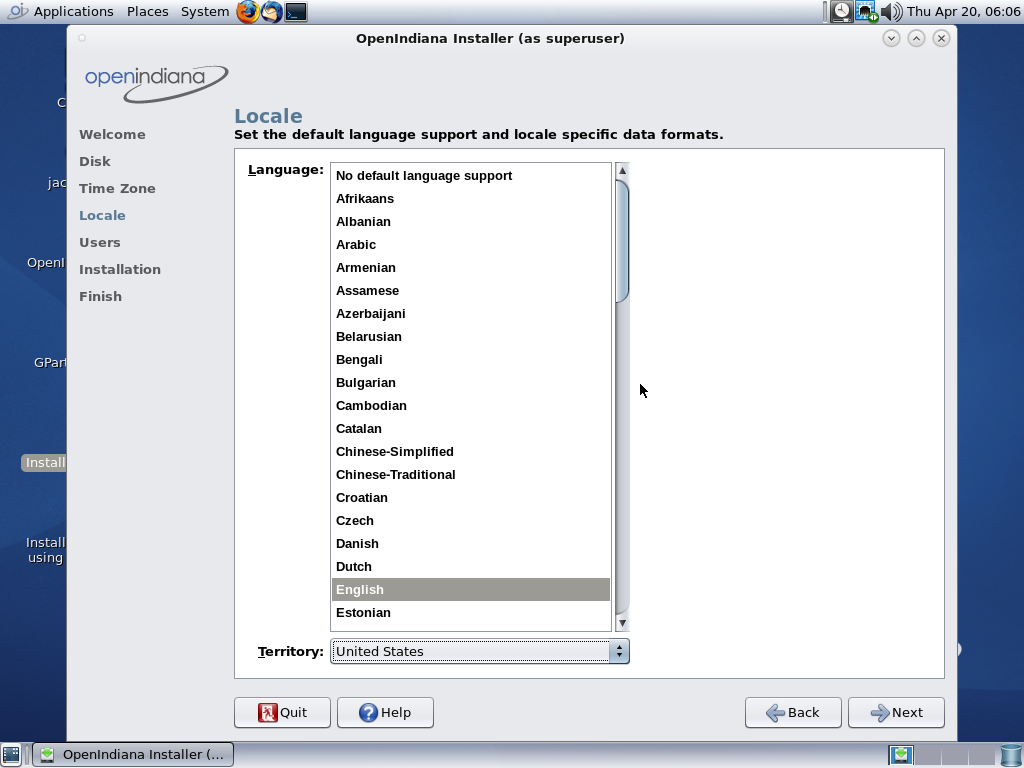 Applications Places System
Thu Apr 20, 06:06
OpenIndiana Installer (as superuser)
openindiana
Welcome
Disk
Time Zone
Locale
Users
Installation
Finish
Locale
Set the default language support and locale specific data formats.
Language:
No default language support
Afrikaans
Albanian
Arabic
Armenian
Assamese
Azerbaijani
Belarusian
Bengali
Bulgarian
Cambodian
Catalan
Chinese-Simplified
Chinese-Traditional
Croatian
Czech
Danish
Dutch
English
Estonian
Territory: United States
Quit Help Back Next
C
jac
OpenI
GPart
Install
Install
using
OpenIndiana Installer (...